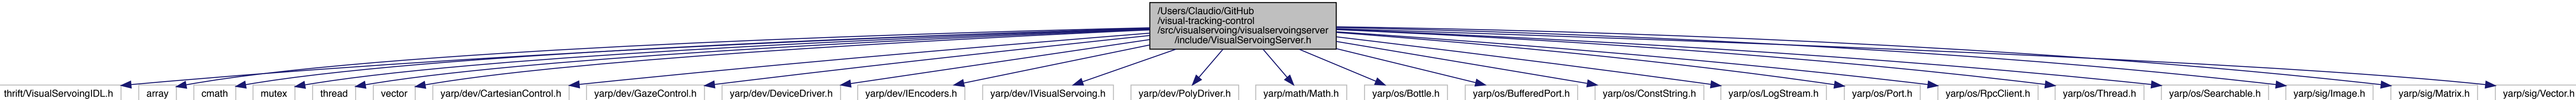 /Users/Claudio/GitHub
/visual-tracking-control
/src/visualservoing/visualservoingserver
/include/VisualServoingServer.h
thrift/VisualServoingIDL.h
array
cmath
mutex
thread
vector
yarp/dev/CartesianControl.h
yarp/dev/GazeControl.h
yarp/dev/DeviceDriver.h
yarp/dev/IEncoders.h
yarp/dev/IVisualServoing.h
yarp/dev/PolyDriver.h
yarp/math/Math.h
yarp/os/Bottle.h
yarp/os/BufferedPort.h
yarp/os/ConstString.h
yarp/os/LogStream.h
yarp/os/Port.h
yarp/os/RpcClient.h
yarp/os/Thread.h
yarp/os/Searchable.h
yarp/sig/Image.h
yarp/sig/Matrix.h
yarp/sig/Vector.h